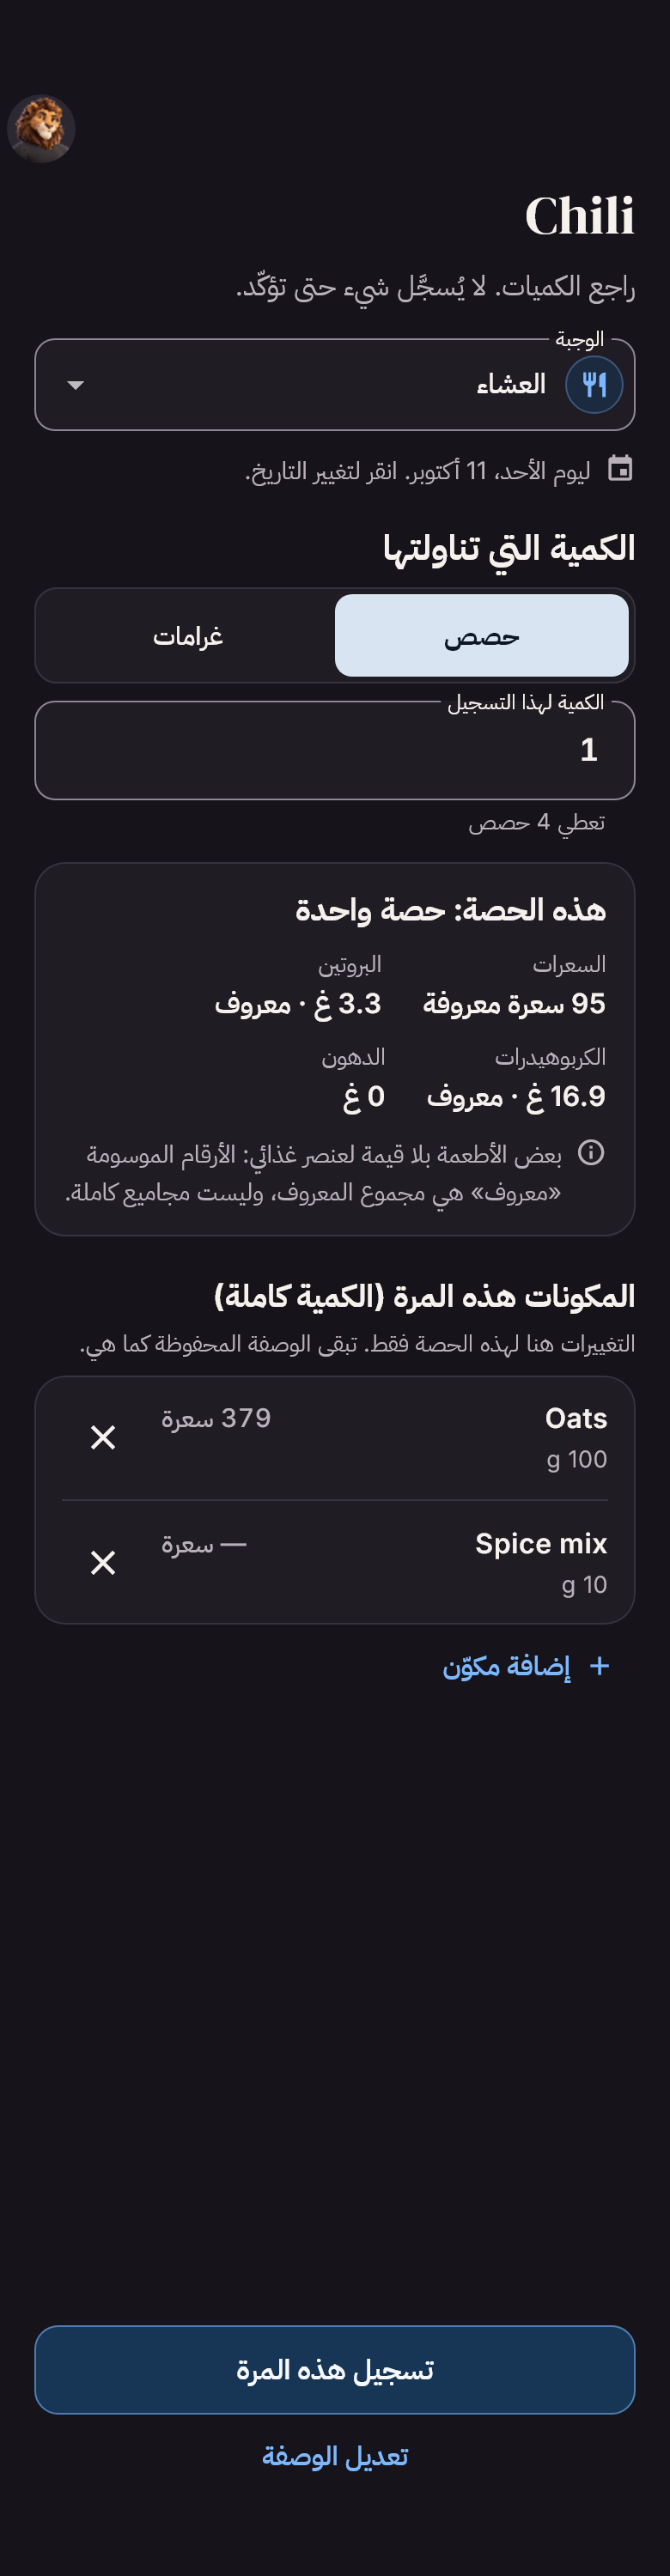 Chili
راجع الكميات. لا يُسجَّل شيء حتى تؤكّد.
الوجبة
العشاء
ليوم الأحد، 11 أكتوبر. انقر لتغيير التاريخ.
الكمية التي تناولتها
حصص
غرامات
الكمية لهذا التسجيل
1
تعطي 4 حصص
هذه الحصة: حصة واحدة
السعرات
البروتين
95 سعرة معروفة
3.3 غ · معروف
الكربوهيدرات
الدهون
16.9 غ · معروف
0 غ
بعض الأطعمة بلا قيمة لعنصر غذائي: الأرقام الموسومة
«معروف» هي مجموع المعروف، وليست مجاميع كاملة.
المكونات هذه المرة (الكمية كاملة)
التغييرات هنا لهذه الحصة فقط. تبقى الوصفة المحفوظة كما هي.
Oats
379 سعرة
100 g
Spice mix
— سعرة
10 g
إضافة مكوّن
تسجيل هذه المرة
تعديل الوصفة